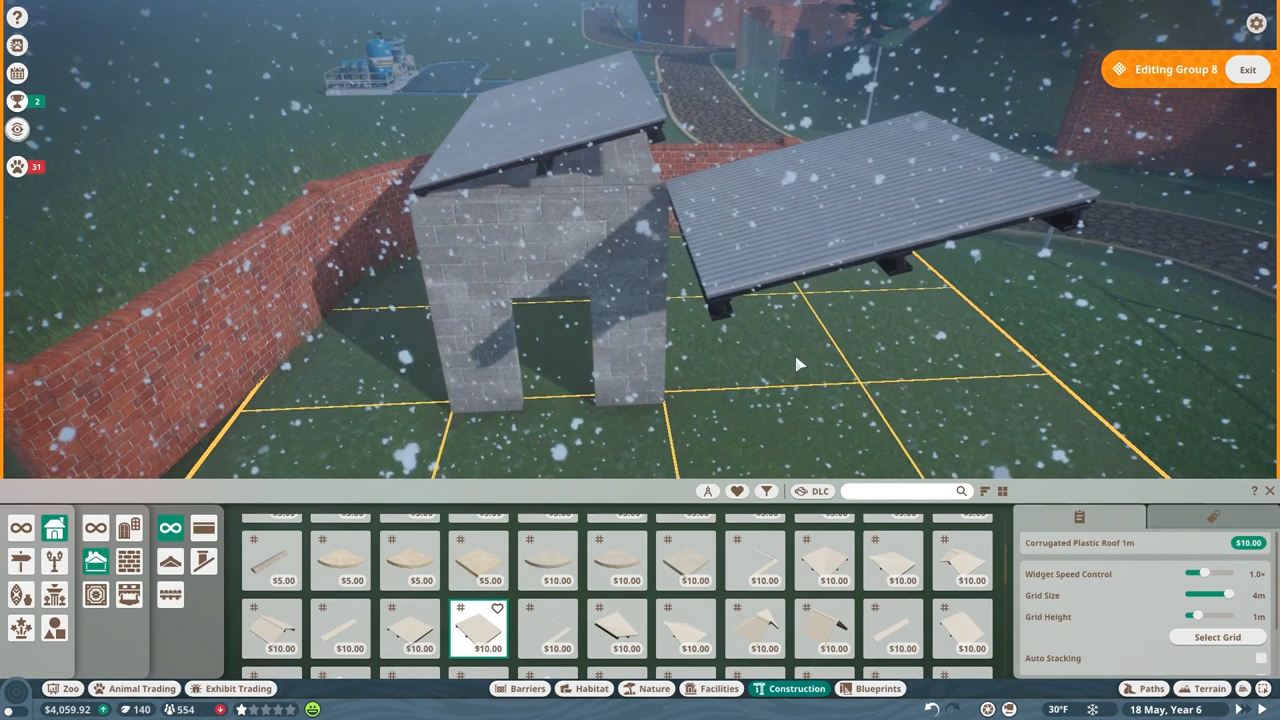 ?
Editing Group 8 Exit
2
31
DLC
? ×
$5.00 $5.00 $5.00 $5.00 $10.00 $10.00 $10.00 $10.00 $10.00 $10.00 $10.00
$10.00 $10.00 $10.00 $10.00 $10.00 $10.00 $10.00 $10.00 $10.00 $10.00 $10.00
Corrugated Plastic Roof 1m $10.00
Widget Speed Control 1.0×
Grid Size 4m
Grid Height 1m
Select Grid
Auto Stacking
Zoo Animal Trading Exhibit Trading Barriers Habitat Nature Facilities Construction Blueprints Paths Terrain
$4,059.92 140 554 30°F 18 May, Year 6